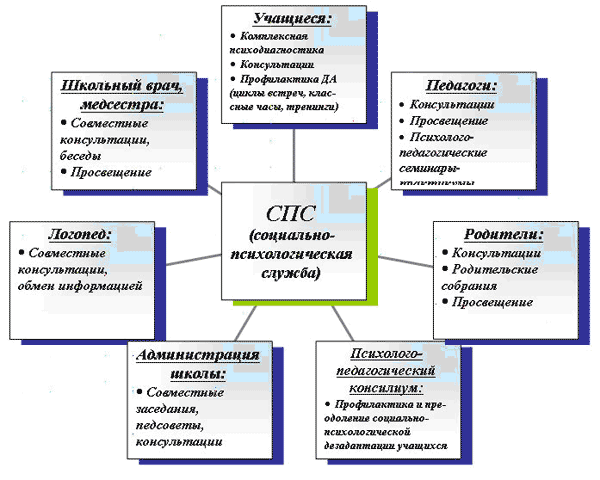 Учащиеся:
• Комплексная
психодиагностика
• Консультации
• Профилактика ДА
(циклы встреч, клас-
сные часы, тренинги)
Школьный врач,
медсестра:
• Совместные
консультации,
беседы
• Просвещение
Педагоги:
• Консультации
• Просвещение
• Психолого-
педагогические
семинары-
практикумы
СПС
(социально-
психологическая
служба)
Логопед:
• Совместные
консультации,
обмен информацией
Родители:
• Консультации
• Родительские
собрания
• Просвещение
Администрация
школы:
• Совместные
заседания,
педсоветы,
консультации
Психолого-
педагогический
консилиум:
• Профилактика и пре-
одоление социально-
психологической
дезадаптации учащихся